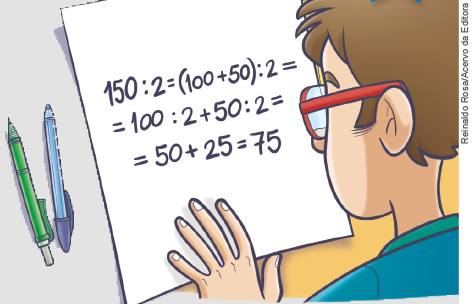 150 : 2 = (100 + 50) : 2 =
= 100 : 2 + 50 : 2 =
= 50 + 25 = 75
Reinaldo Rosa/Acervo da Editora